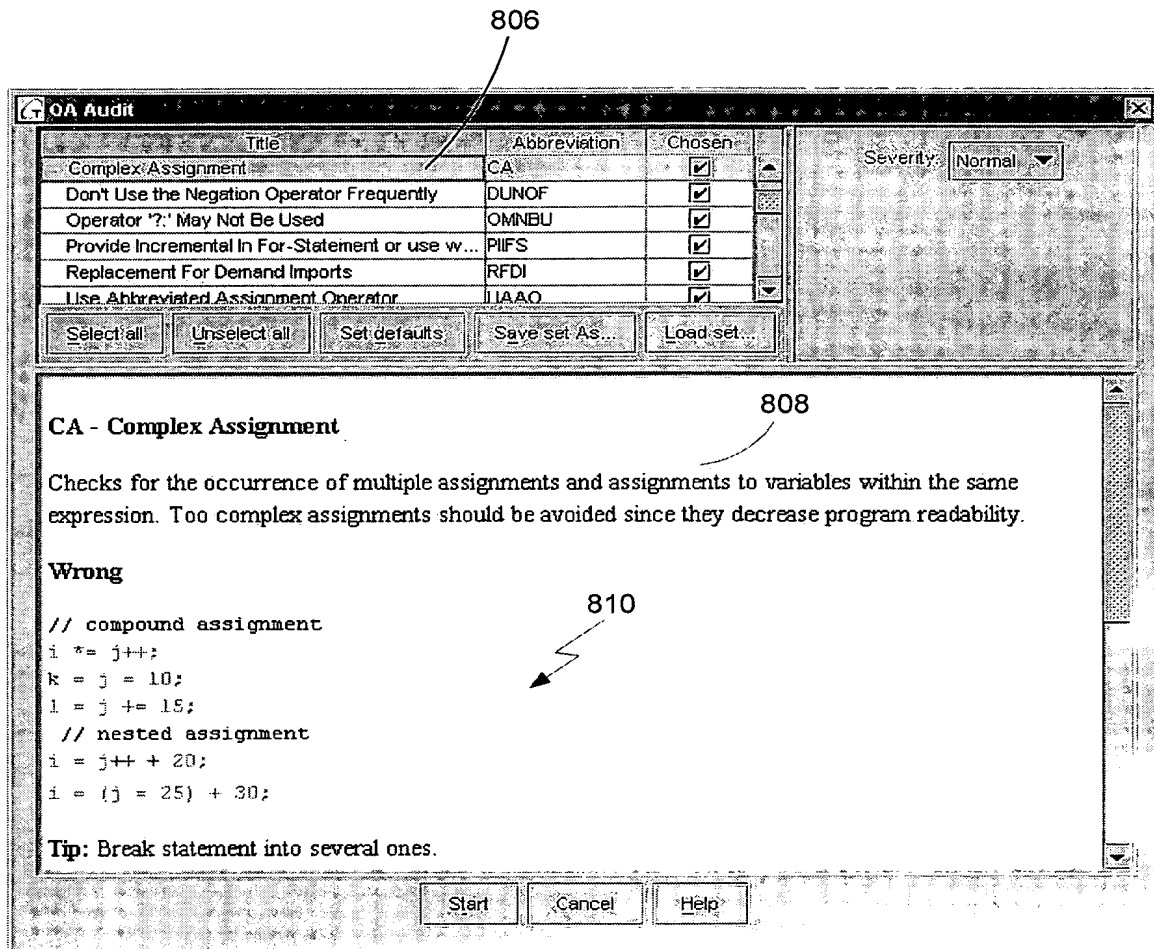 806
QA Audit
Title Abbreviation Chosen
Complex Assignment CA
Don't Use the Negation Operator Frequently DUNOF
Operator '?:' May Not Be Used OMNBU
Provide Incremental In For-Statement or use w... PIIFS
Replacement For Demand Imports RFDI
Use Abbreviated Assignment Operator UAAO
Severity: Normal
Select all Unselect all Set defaults Save set As... Load set...
808
CA - Complex Assignment
Checks for the occurrence of multiple assignments and assignments to variables within the same
expression. Too complex assignments should be avoided since they decrease program readability.
Wrong
810
// compound assignment
i *= j++;
k = j = 10;
l = j += 15;
// nested assignment
i = j++ + 20;
i = (j = 25) + 30;
Tip: Break statement into several ones.
Start Cancel Help